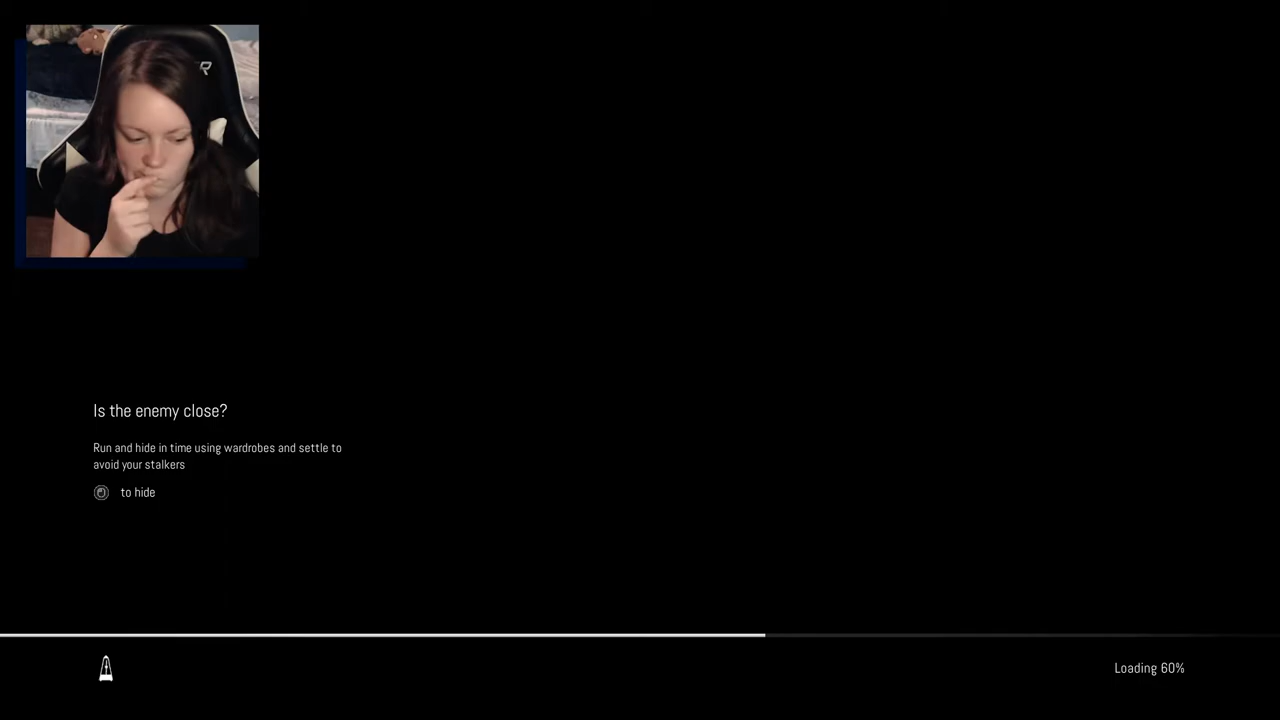 Is the enemy close?
Run and hide in time using wardrobes and settle to
avoid your stalkers
to hide
Loading 60%